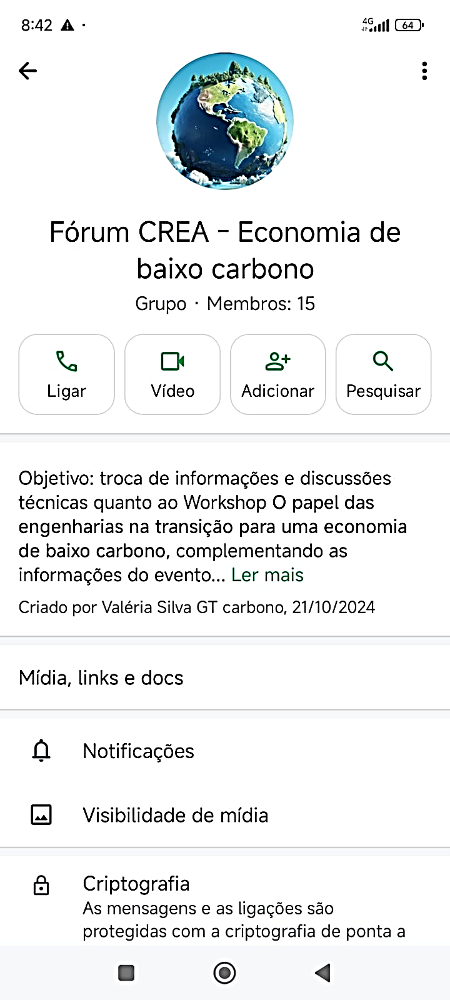 8:42
4G
64
Fórum CREA - Economia de
baixo carbono
Grupo · Membros: 15
Ligar
Vídeo
Adicionar
Pesquisar
Objetivo: troca de informações e discussões
técnicas quanto ao Workshop O papel das
engenharias na transição para uma economia
de baixo carbono, complementando as
informações do evento... Ler mais
Criado por Valéria Silva GT carbono, 21/10/2024
Mídia, links e docs
Notificações
Visibilidade de mídia
Criptografia
As mensagens e as ligações são
protegidas com a criptografia de ponta a